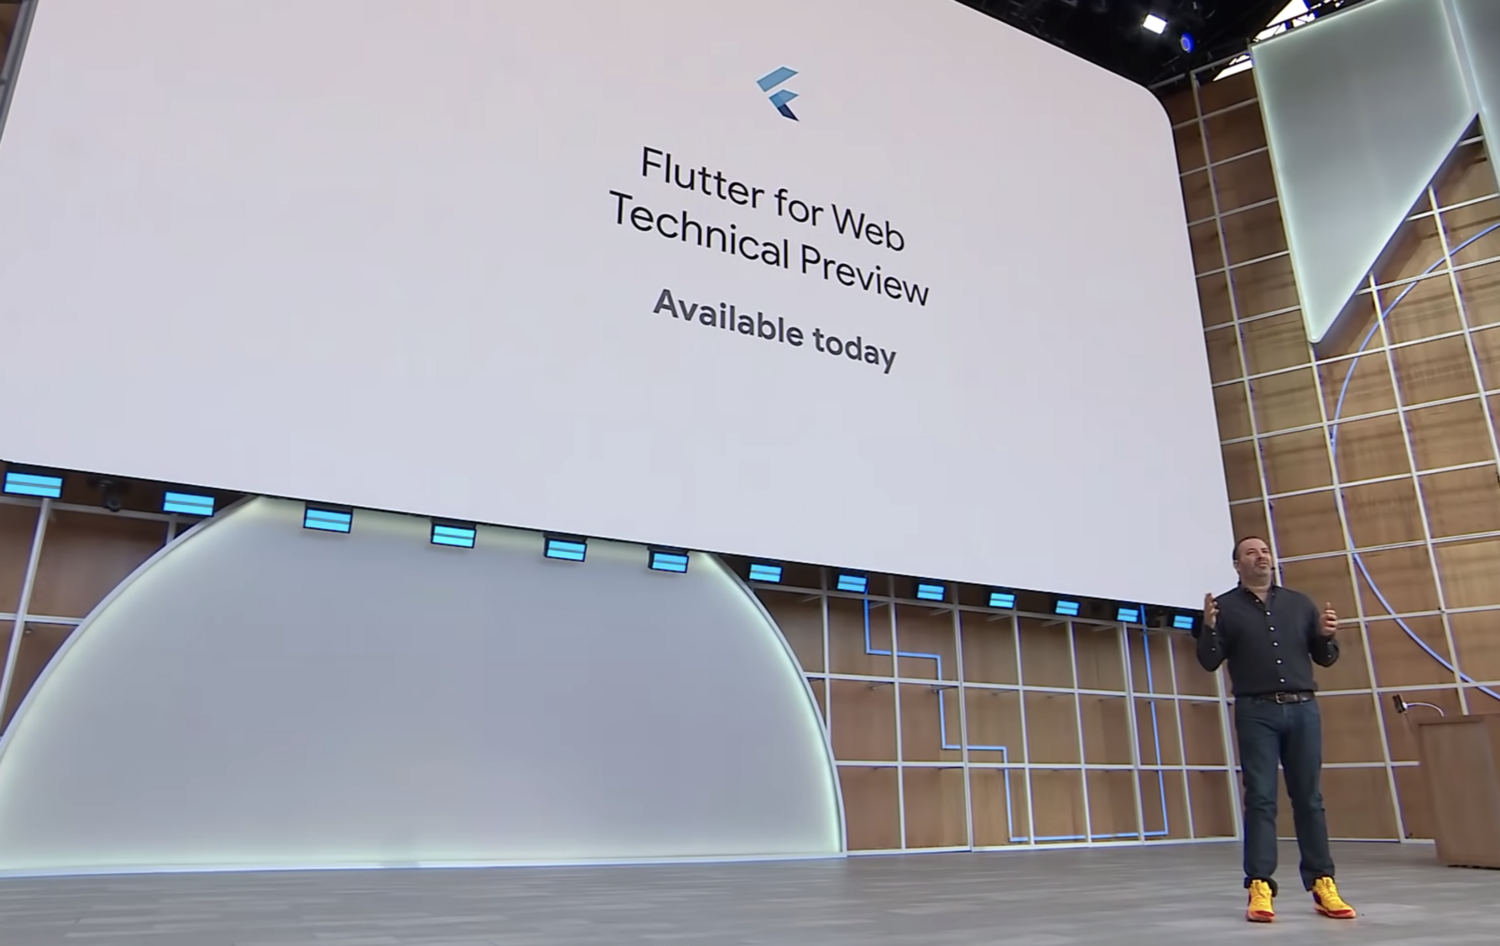 Flutter for Web
Technical Preview
Available today